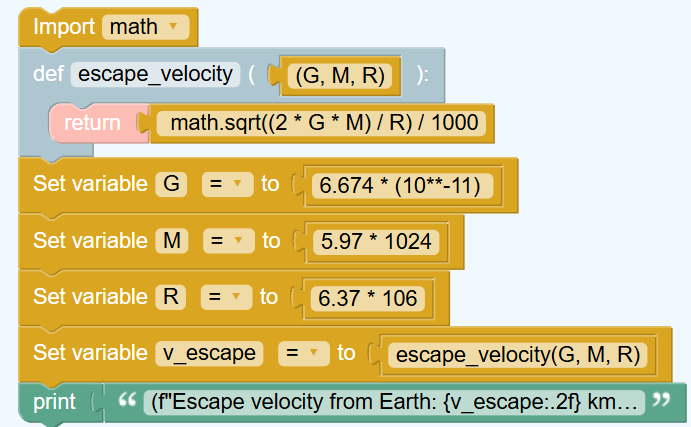 Import math
def escape_velocity ( (G, M, R) ):
return math.sqrt((2 * G * M) / R) / 1000
Set variable G = to 6.674 * (10**-11)
Set variable M = to 5.97 * 1024
Set variable R = to 6.37 * 106
Set variable v_escape = to escape_velocity(G, M, R)
print “ (f"Escape velocity from Earth: {v_escape:.2f} km… ”